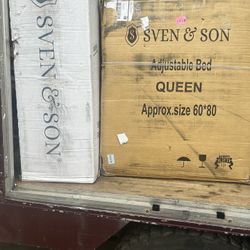 SVEN & SON
SVEN & SON
Adjustable Bed
QUEEN
Approx.size 60*80